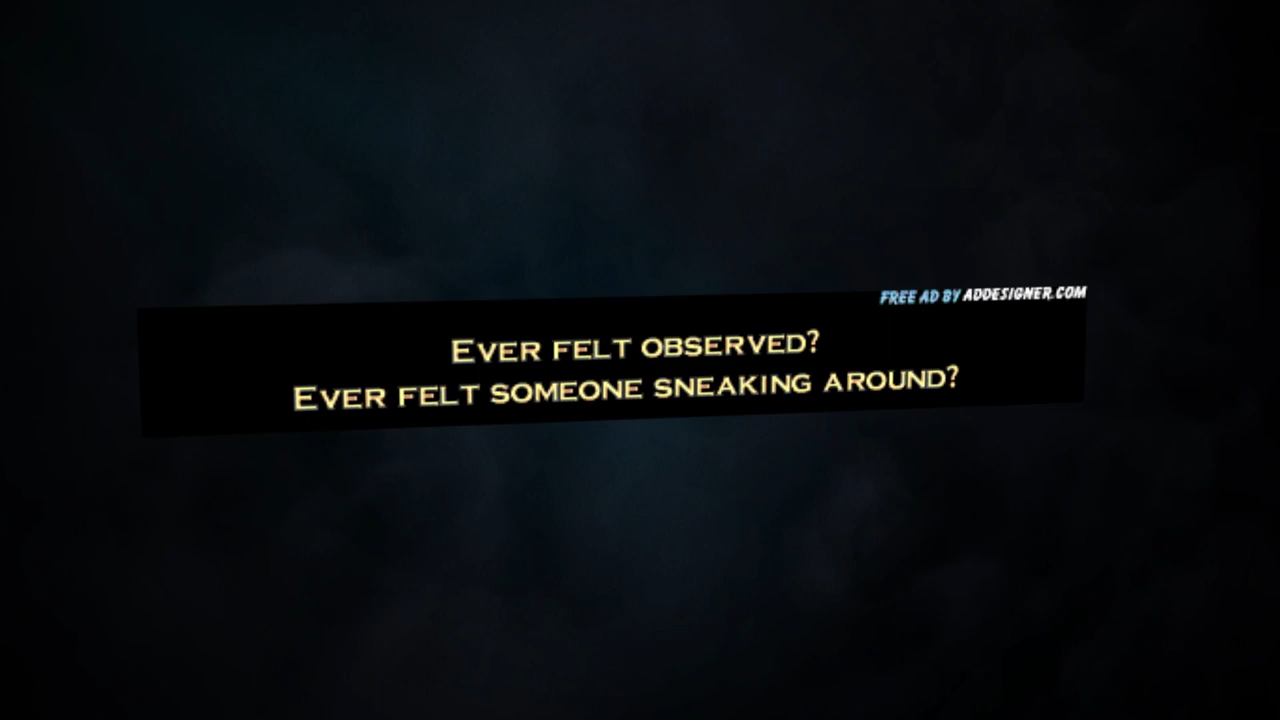 FREE AD BY ADDESIGNER.COM
EVER FELT OBSERVED?
EVER FELT SOMEONE SNEAKING AROUND?